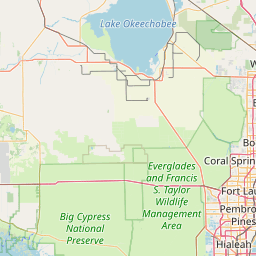 Lake Okeechobee
W
B
Bo
Coral Spring
Everglades
and Francis
S. Taylor
Wildlife
Management
Area
Fort Lau
Pembro
Pines
Big Cypress
National
Preserve
Hialeah